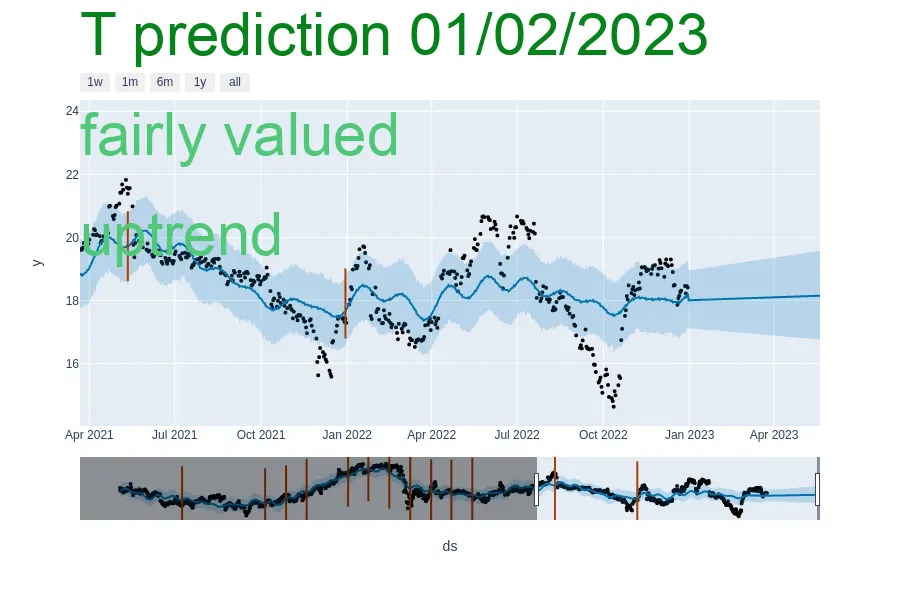 T prediction 01/02/2023
1w 1m 6m 1y all
24
fairly valued
22
20
uptrend
y
18
16
Apr 2021 Jul 2021 Oct 2021 Jan 2022 Apr 2022 Jul 2022 Oct 2022 Jan 2023 Apr 2023
ds